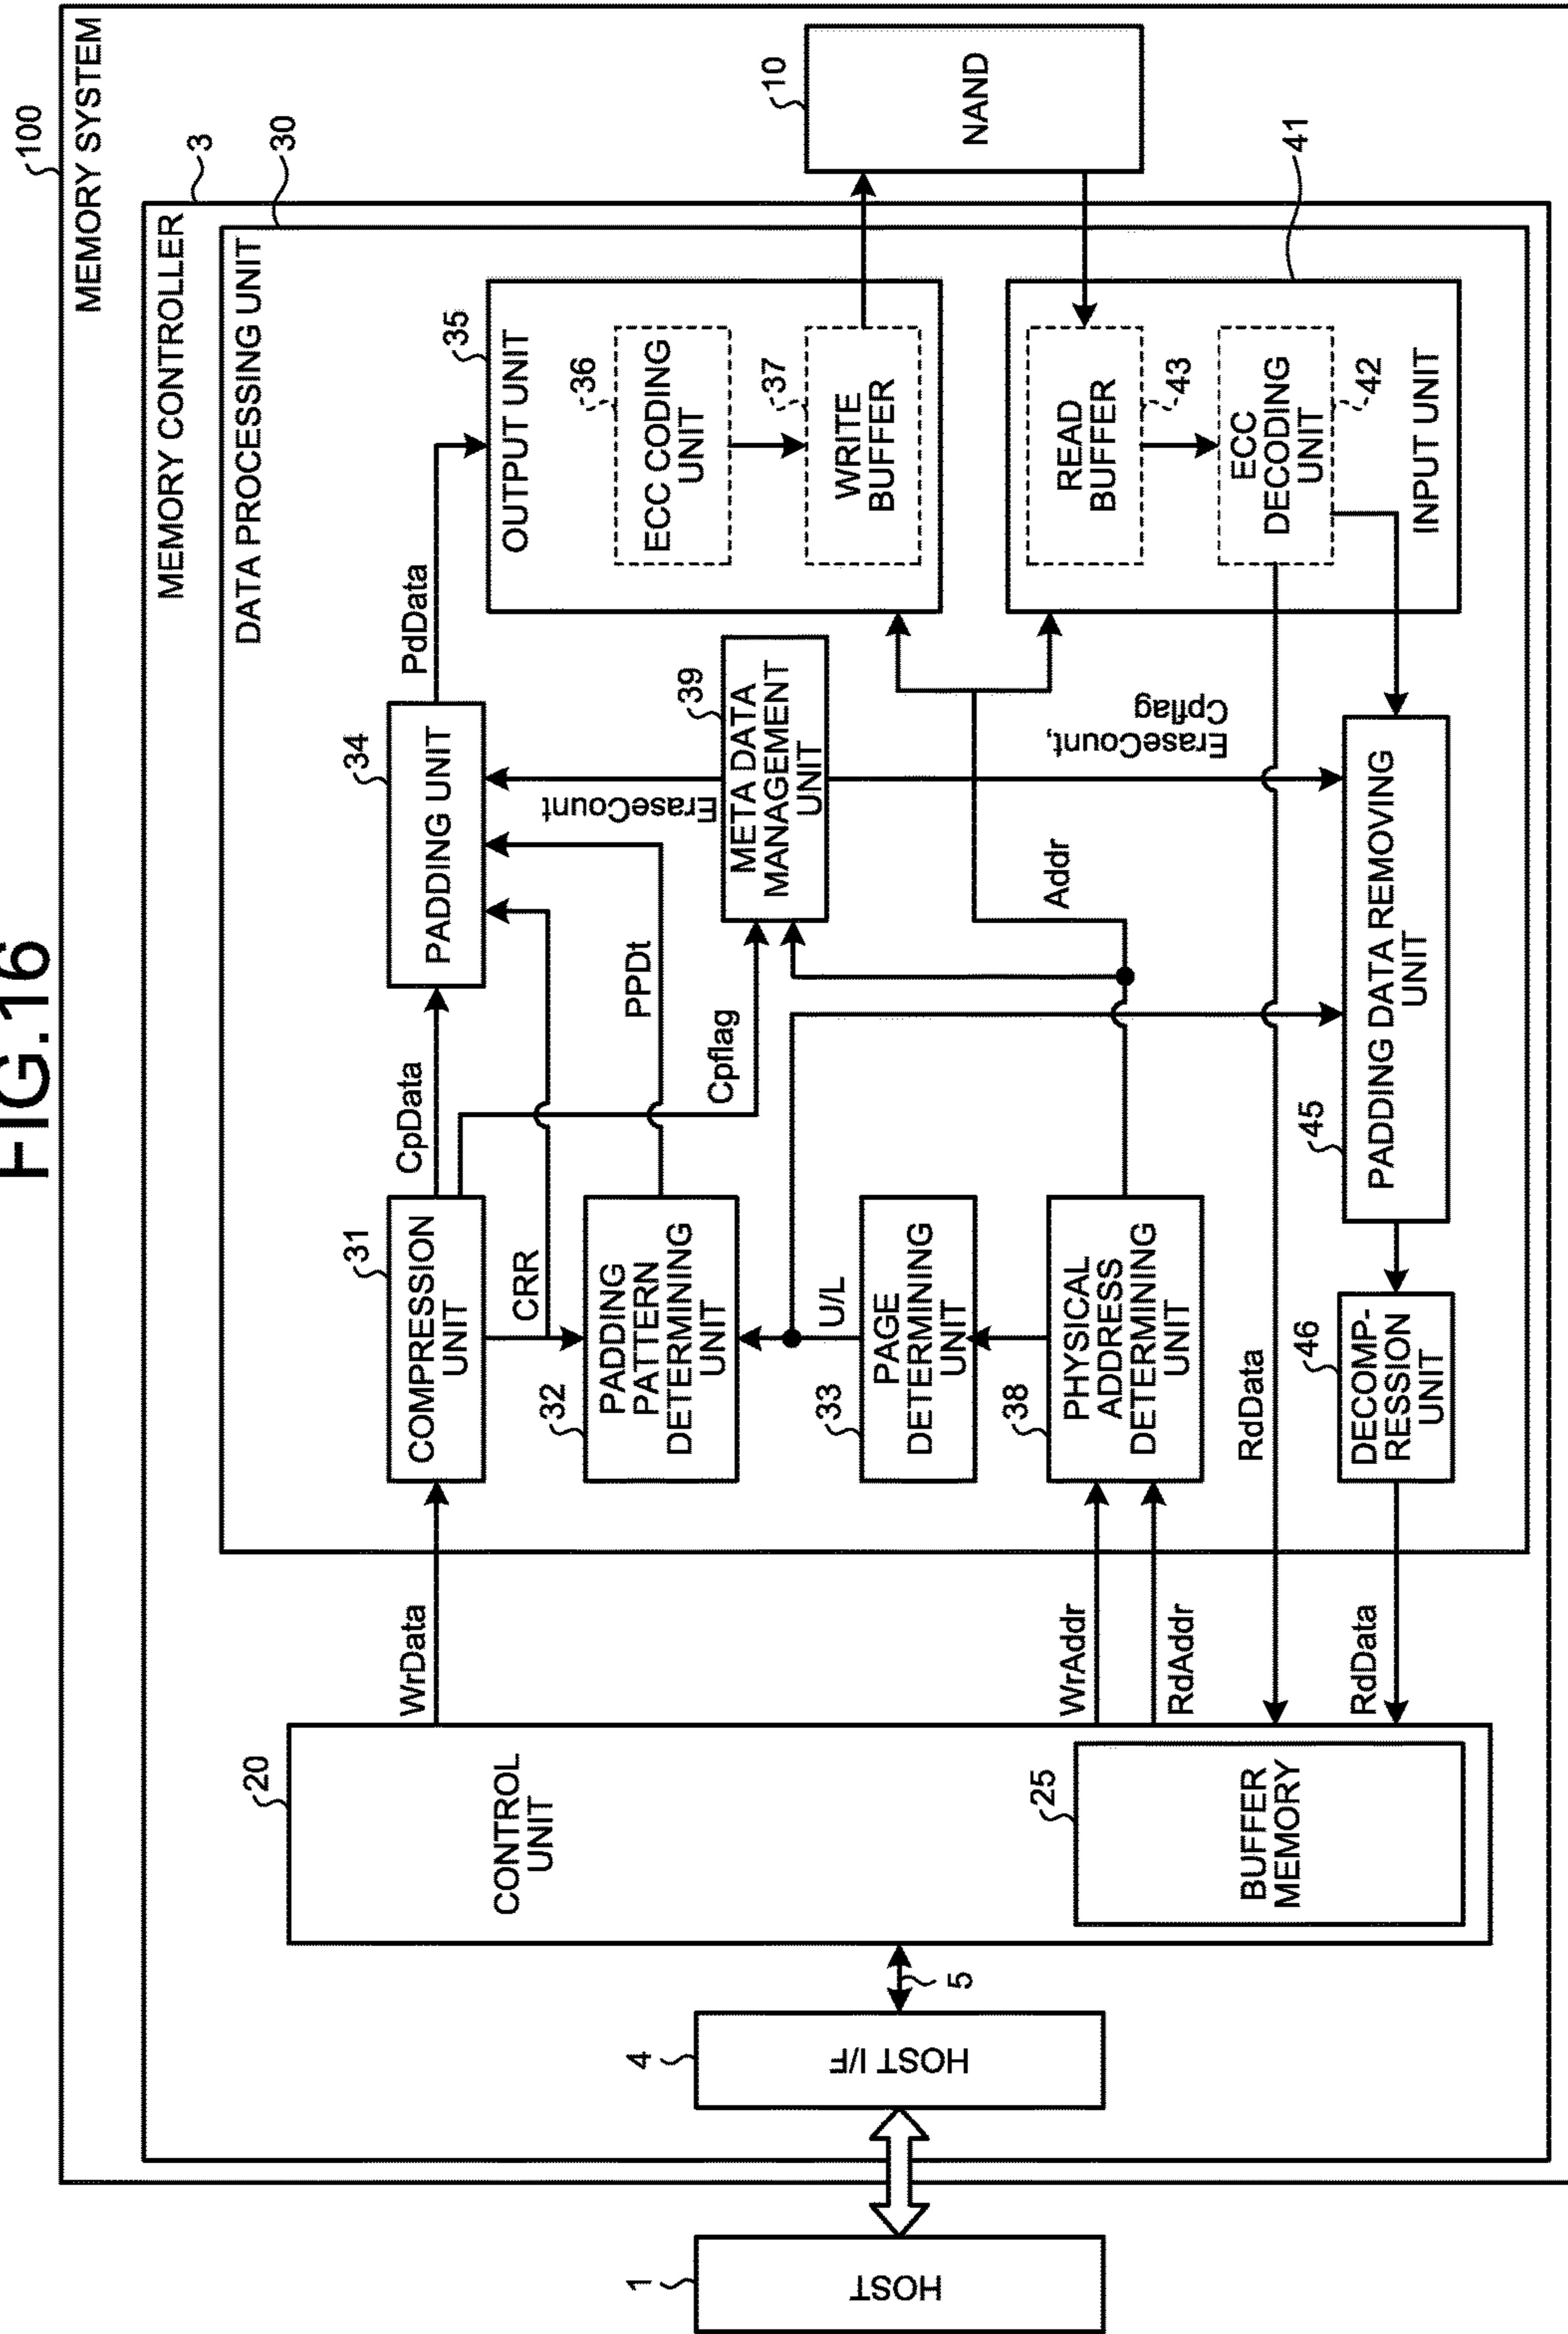 FIG.16
100
MEMORY SYSTEM
3
MEMORY CONTROLLER
30
DATA PROCESSING UNIT
1
HOST
4
HOST I/F
5
20
CONTROL
UNIT
25
BUFFER
MEMORY
WrData
WrAddr
RdAddr
RdData
RdData
31
COMPRESSION
UNIT
CpData
CRR
32
PADDING
PATTERN
DETERMINING
UNIT
PPDt
Cpflag
U/L
33
PAGE
DETERMINING
UNIT
38
PHYSICAL
ADDRESS
DETERMINING
UNIT
Addr
46
DECOMP-
RESSION
UNIT
45
PADDING DATA REMOVING
UNIT
34
PADDING UNIT
PdData
EraseCount
39
META DATA
MANAGEMENT
UNIT
EraseCount,
Cpflag
35
OUTPUT UNIT
36
ECC CODING
UNIT
37
WRITE
BUFFER
41
READ
BUFFER
43
ECC
DECODING
UNIT
42
INPUT UNIT
10
NAND